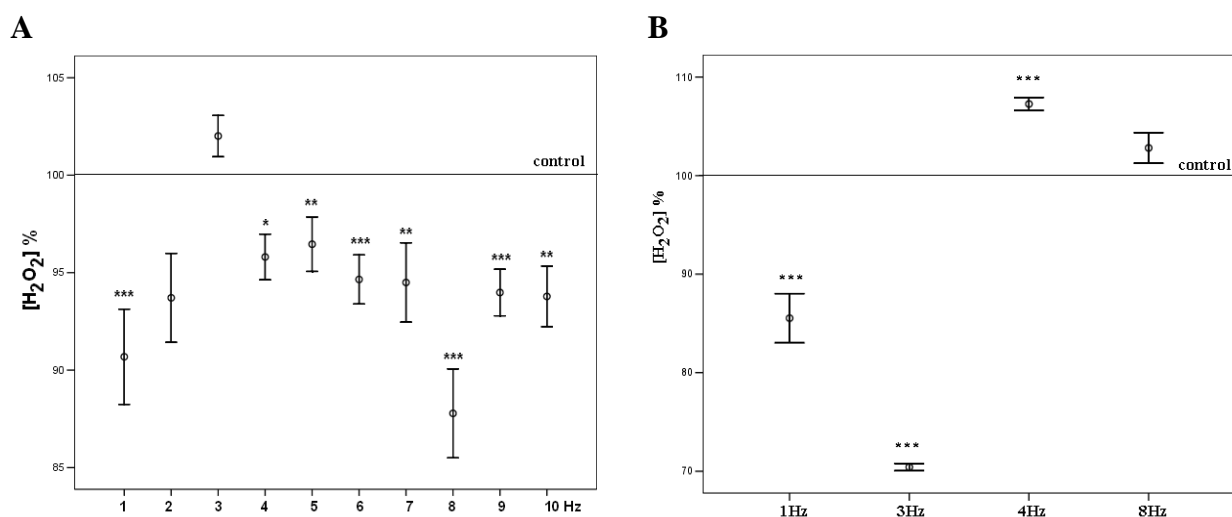 A
105
100
95
90
85
[H₂O₂] %
control
***
*
**
***
**
***
***
**
1 2 3 4 5 6 7 8 9 10 Hz
B
110
100
90
80
70
[H₂O₂] %
control
***
***
***
1Hz 3Hz 4Hz 8Hz